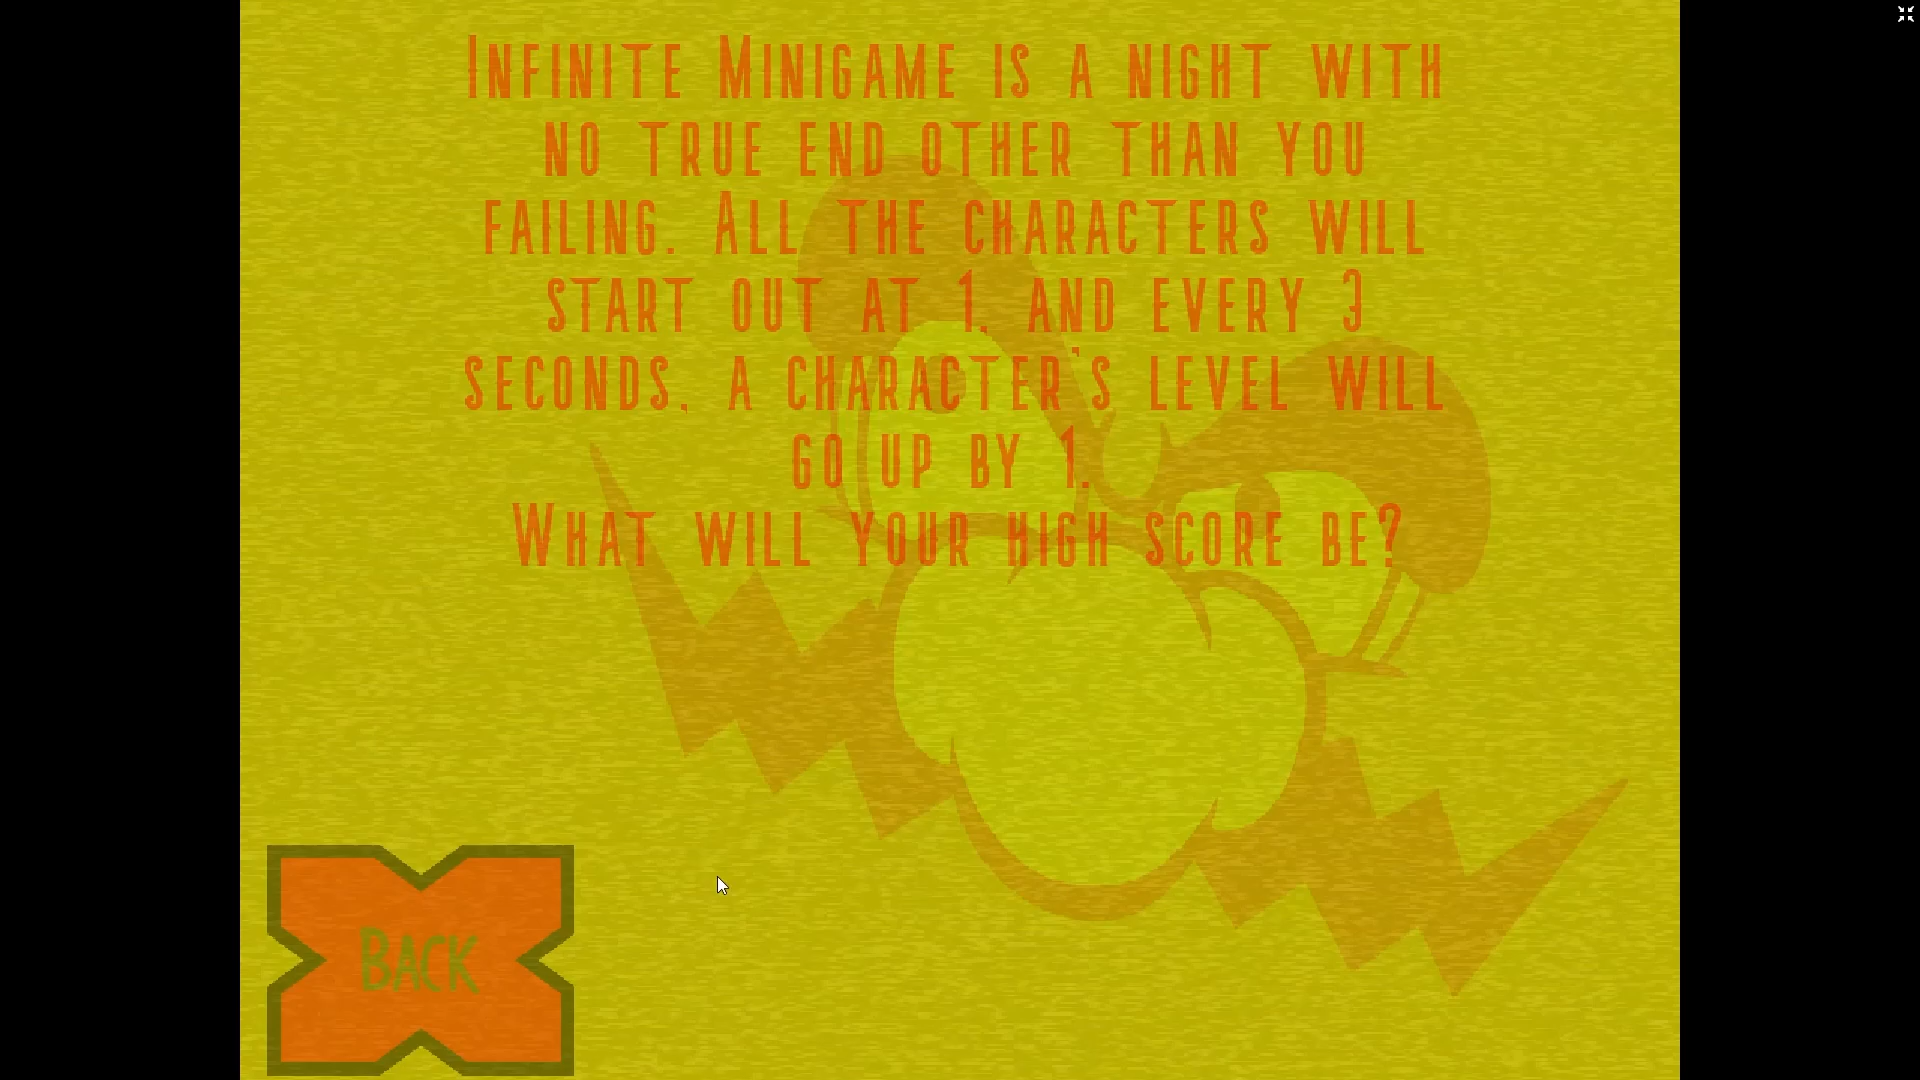 Infinite Minigame is a night with
no true end other than you
failing. All the characters will
start out at 1, and every 3
seconds, a character's level will
go up by 1.
What will your high score be?
Back